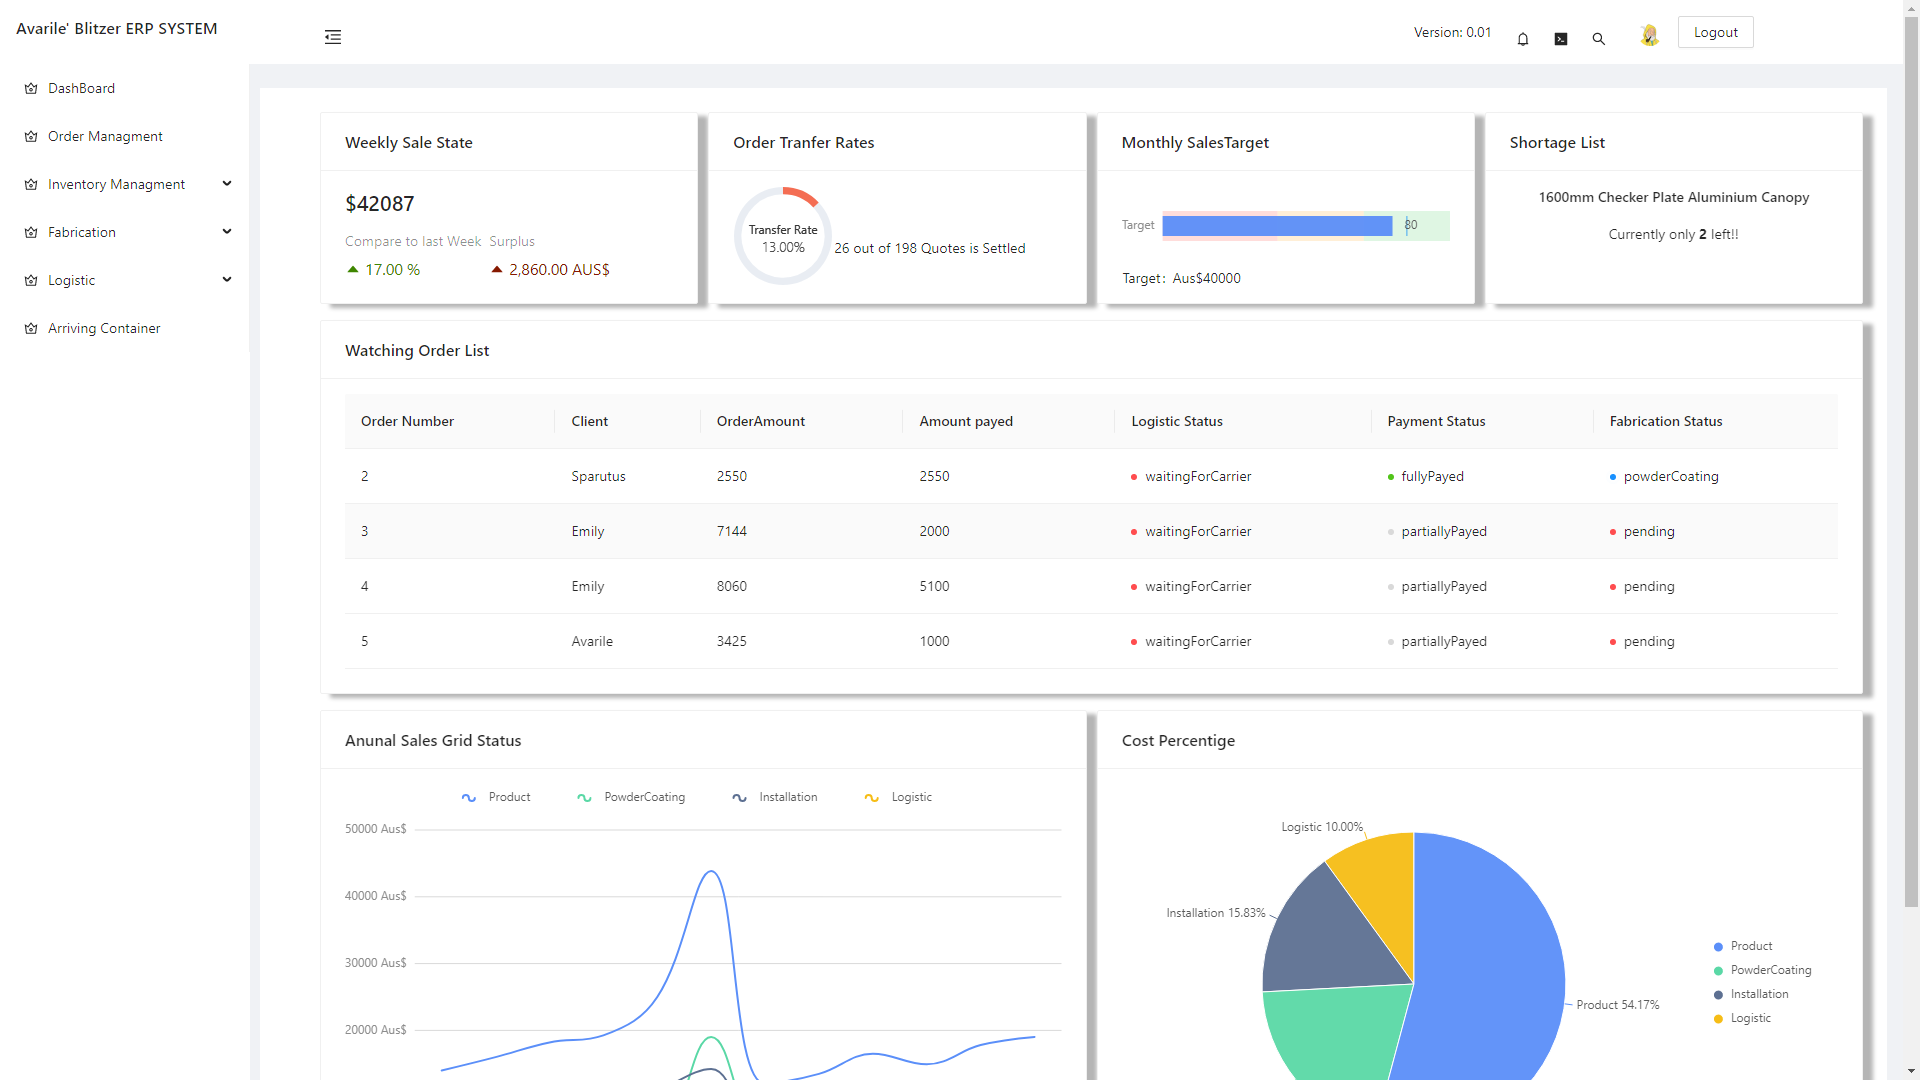 Avarile' Blitzer ERP SYSTEM
Version: 0.01
Logout
DashBoard
Order Managment
Inventory Managment
Fabrication
Logistic
Arriving Container
Weekly Sale State
$42087
Compare to last Week Surplus
17.00 % 2,860.00 AUS$
Order Tranfer Rates
Transfer Rate
13.00%
26 out of 198 Quotes is Settled
Monthly SalesTarget
Target 80
Target: Aus$40000
Shortage List
1600mm Checker Plate Aluminium Canopy
Currently only 2 left!!
Watching Order List
Order Number Client OrderAmount Amount payed Logistic Status Payment Status Fabrication Status
2 Sparutus 2550 2550 waitingForCarrier fullyPayed powderCoating
3 Emily 7144 2000 waitingForCarrier partiallyPayed pending
4 Emily 8060 5100 waitingForCarrier partiallyPayed pending
5 Avarile 3425 1000 waitingForCarrier partiallyPayed pending
Anunal Sales Grid Status
Product PowderCoating Installation Logistic
50000 Aus$
40000 Aus$
30000 Aus$
20000 Aus$
Cost Percentige
Logistic 10.00%
Installation 15.83%
Product 54.17%
Product
PowderCoating
Installation
Logistic